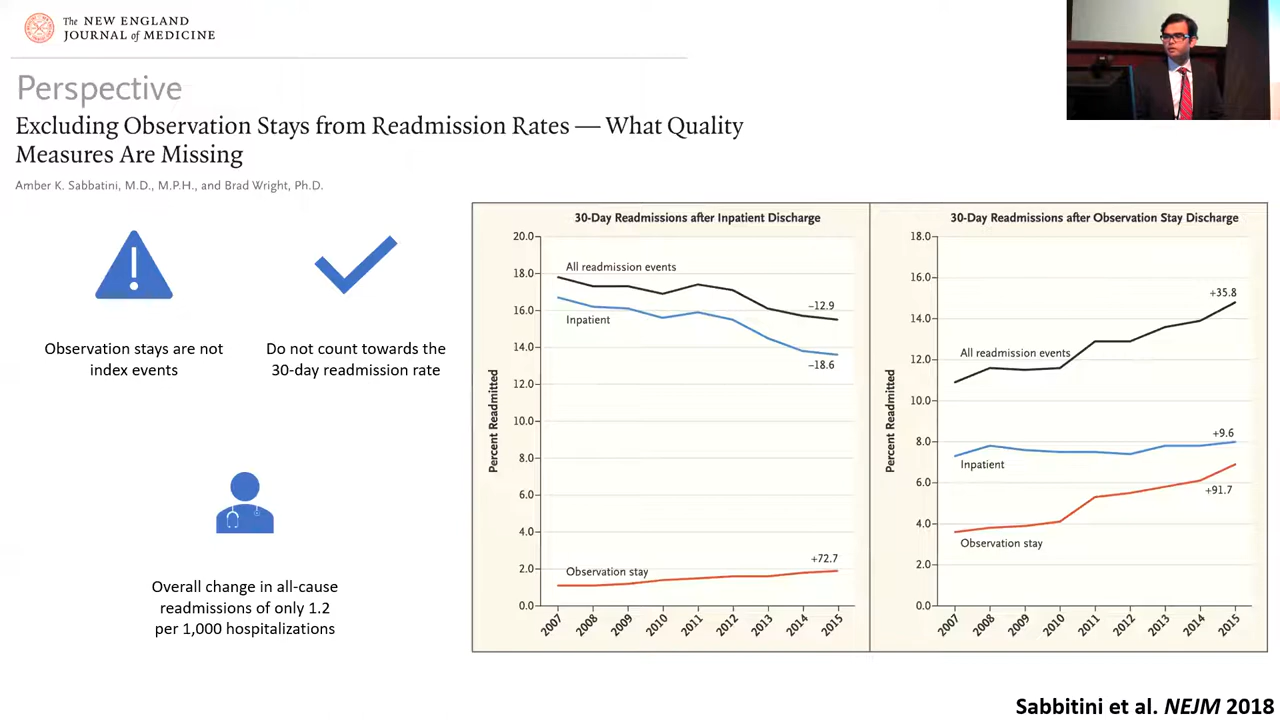 The NEW ENGLAND
JOURNAL of MEDICINE
Perspective
Excluding Observation Stays from Readmission Rates — What Quality
Measures Are Missing
Amber K. Sabbatini, M.D., M.P.H., and Brad Wright, Ph.D.
Observation stays are not
index events
Do not count towards the
30-day readmission rate
Overall change in all-cause
readmissions of only 1.2
per 1,000 hospitalizations
30-Day Readmissions after Inpatient Discharge
Percent Readmitted
20.0
18.0
16.0
14.0
12.0
10.0
8.0
6.0
4.0
2.0
0.0
All readmission events
–12.9
Inpatient
–18.6
Observation stay
+72.7
2007
2008
2009
2010
2011
2012
2013
2014
2015
30-Day Readmissions after Observation Stay Discharge
Percent Readmitted
18.0
16.0
14.0
12.0
10.0
8.0
6.0
4.0
2.0
0.0
+35.8
All readmission events
+9.6
Inpatient
+91.7
Observation stay
2007
2008
2009
2010
2011
2012
2013
2014
2015
Sabbitini et al. NEJM 2018